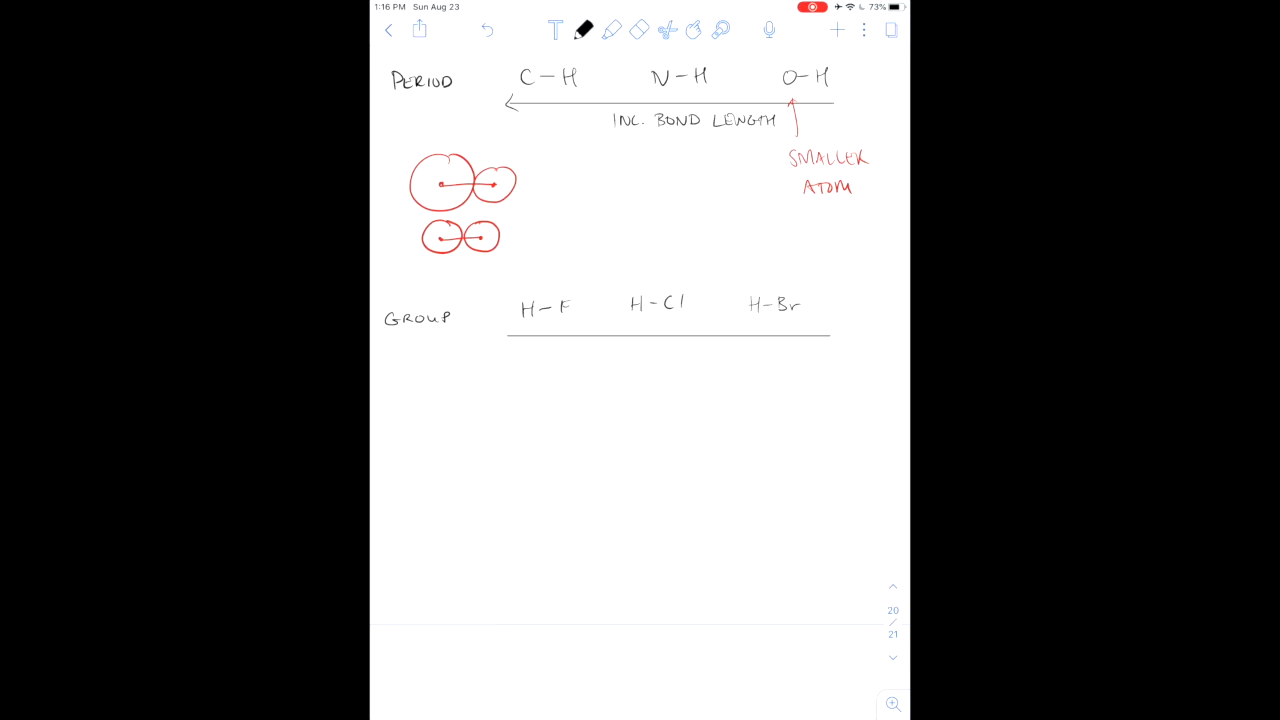 1:16 PM Sun Aug 23
73%
T
PERIOD C-H N-H O-H
INC. BOND LENGTH
SMALLER
ATOM
GROUP H-F H-Cl H-Br
20
/
21